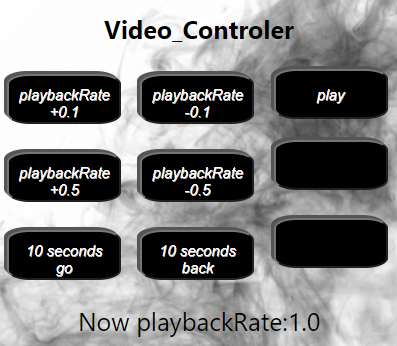 Video_Controler
playbackRate
+0.1
playbackRate
-0.1
play
playbackRate
+0.5
playbackRate
-0.5
10 seconds
go
10 seconds
back
Now playbackRate:1.0